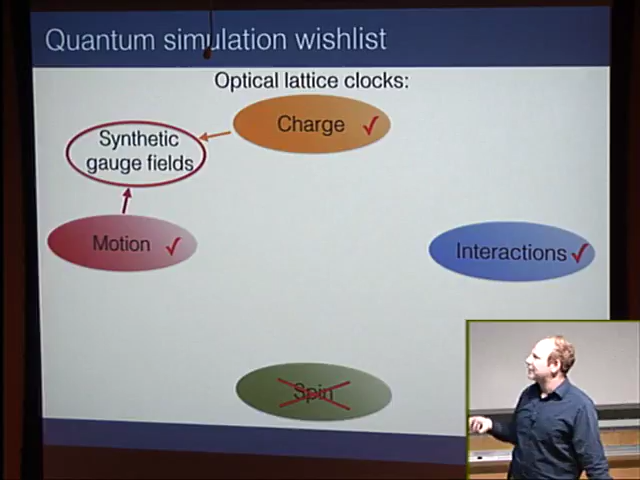 Quantum simulation wishlist
Optical lattice clocks:
Charge ✓
Synthetic
gauge fields
Motion ✓
Interactions ✓
Spin